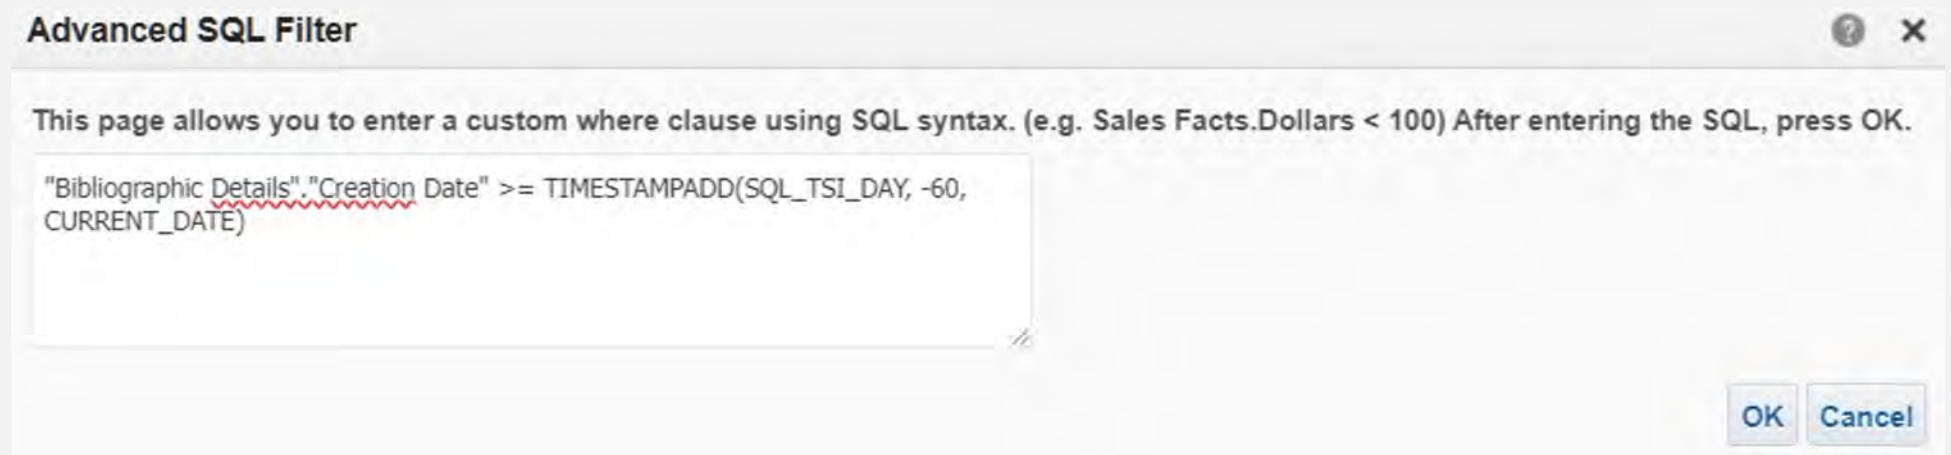 Advanced SQL Filter
This page allows you to enter a custom where clause using SQL syntax. (e.g. Sales Facts.Dollars < 100) After entering the SQL, press OK.
"Bibliographic Details"."Creation Date" >= TIMESTAMPADD(SQL_TSI_DAY, -60,
CURRENT_DATE)
OK Cancel